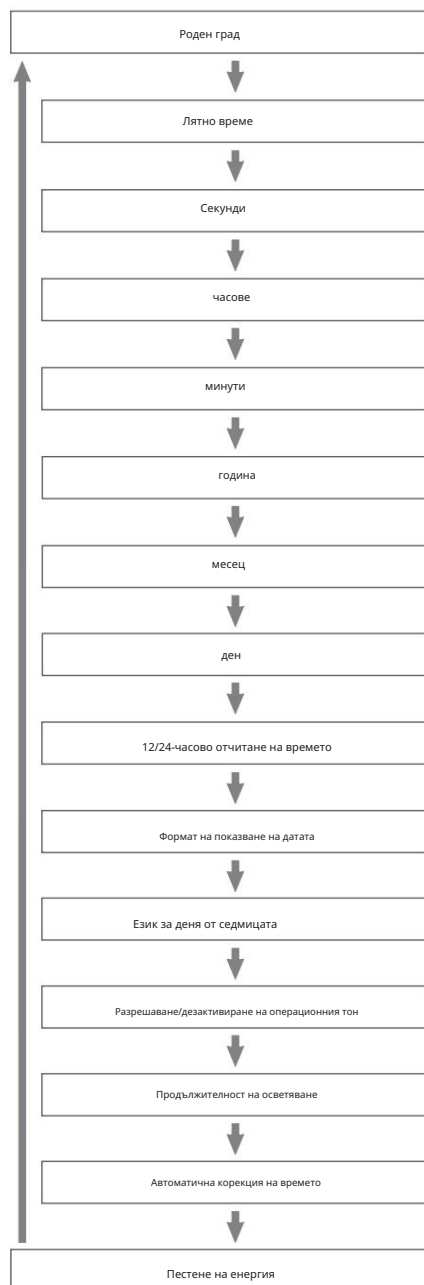 Роден град
Лятно време
Секунди
часове
минути
година
месец
ден
12/24-часово отчитане на времето
Формат на показване на датата
Език за деня от седмицата
Разрешаване/дезактивиране на операционния тон
Продължителност на осветяване
Автоматична корекция на времето
Пестене на енергия